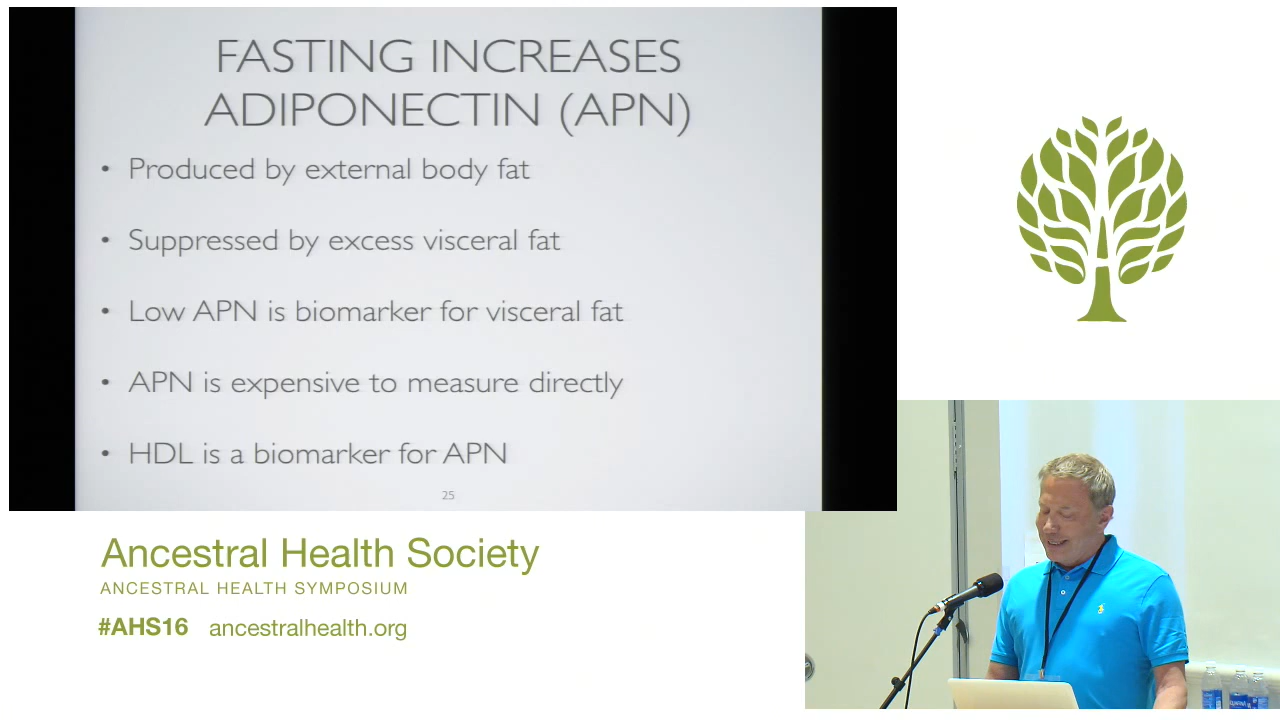 FASTING INCREASES
ADIPONECTIN (APN)
• Produced by external body fat
• Suppressed by excess visceral fat
• Low APN is biomarker for visceral fat
• APN is expensive to measure directly
• HDL is a biomarker for APN
25
Ancestral Health Society
ANCESTRAL HEALTH SYMPOSIUM
#AHS16 ancestralhealth.org